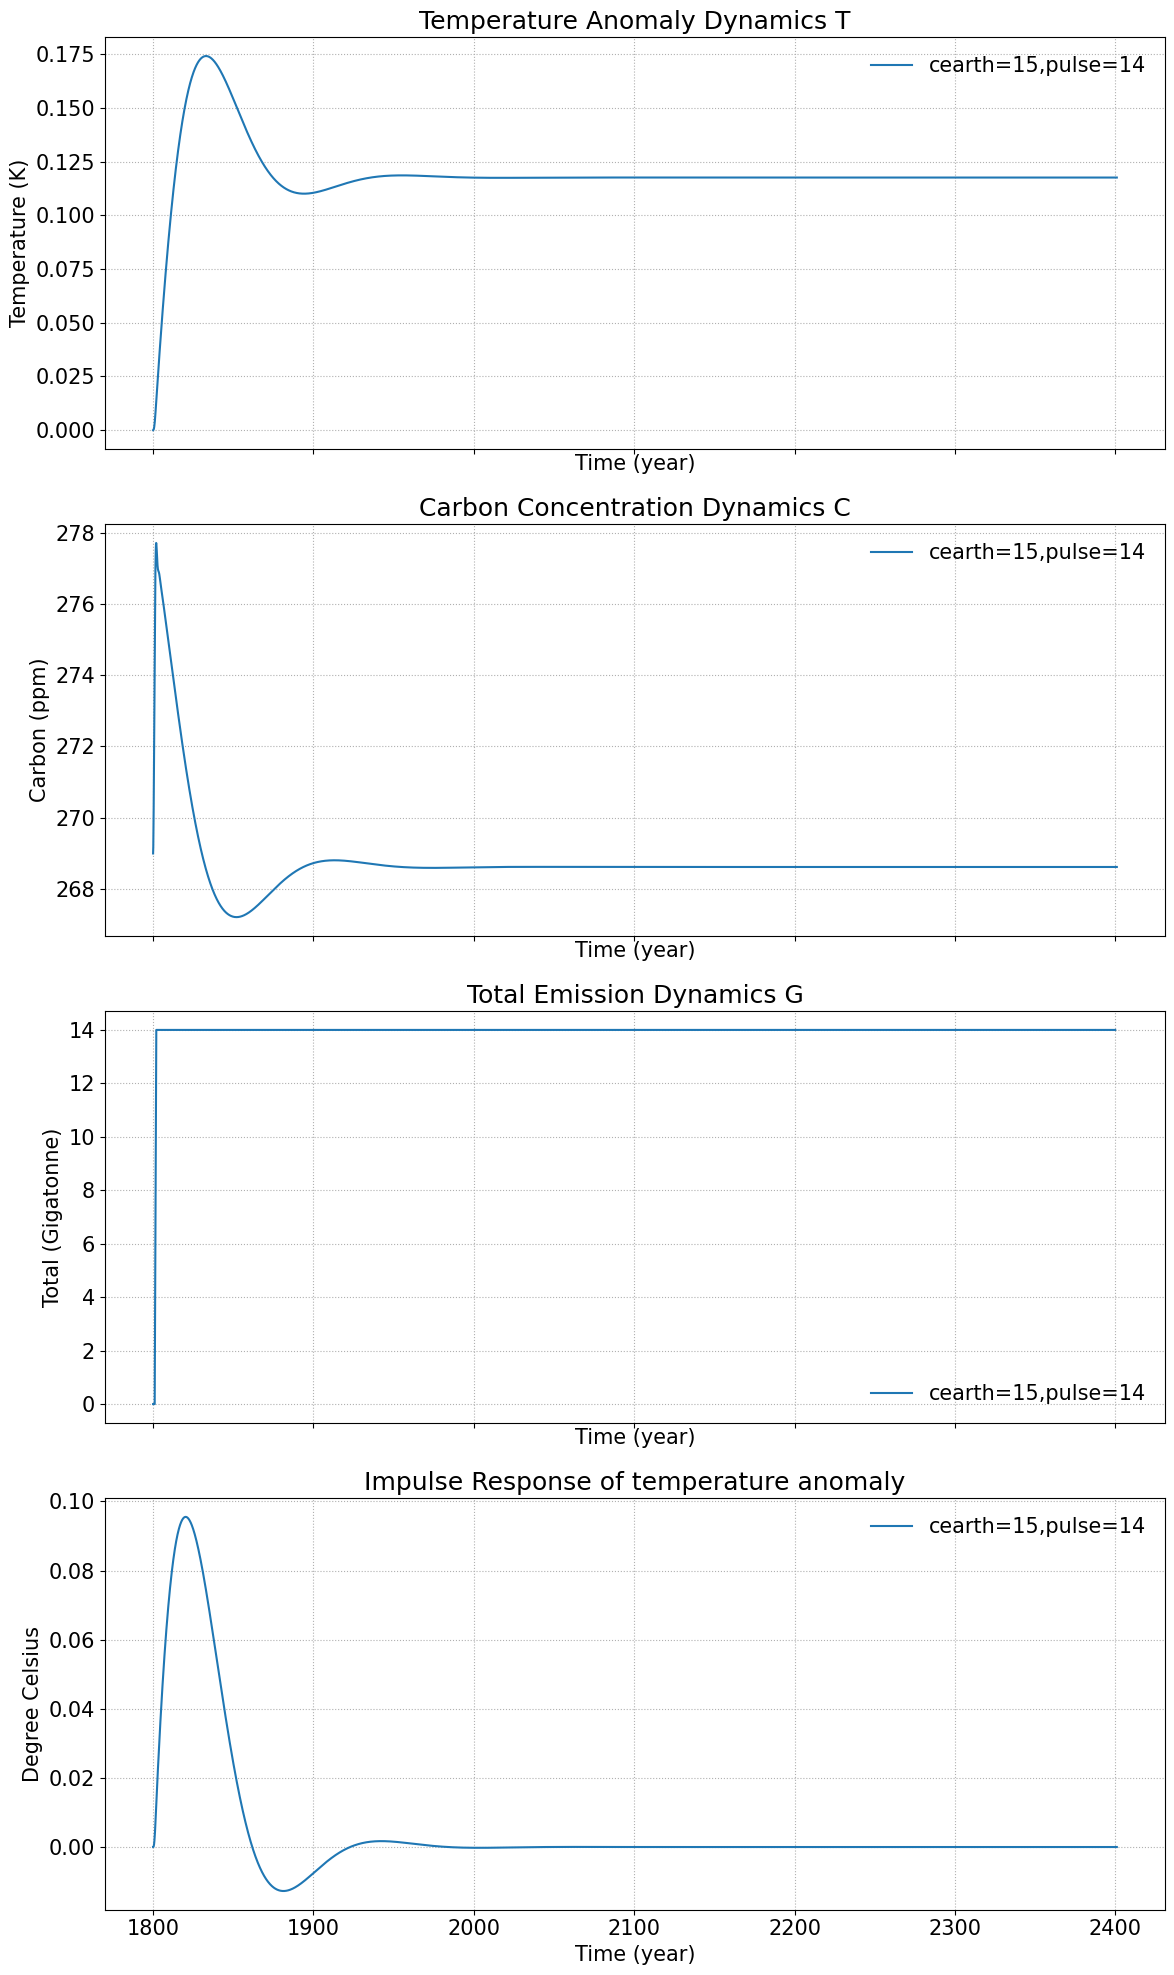 Temperature Anomaly Dynamics T
0.175
0.150
0.125
0.100
0.075
0.050
0.025
0.000
Temperature (K)
cearth=15,pulse=14
Time (year)
Carbon Concentration Dynamics C
278
276
274
272
270
268
Carbon (ppm)
cearth=15,pulse=14
Time (year)
Total Emission Dynamics G
14
12
10
8
6
4
2
0
Total (Gigatonne)
cearth=15,pulse=14
Time (year)
Impulse Response of temperature anomaly
0.10
0.08
0.06
0.04
0.02
0.00
Degree Celsius
cearth=15,pulse=14
1800 1900 2000 2100 2200 2300 2400
Time (year)